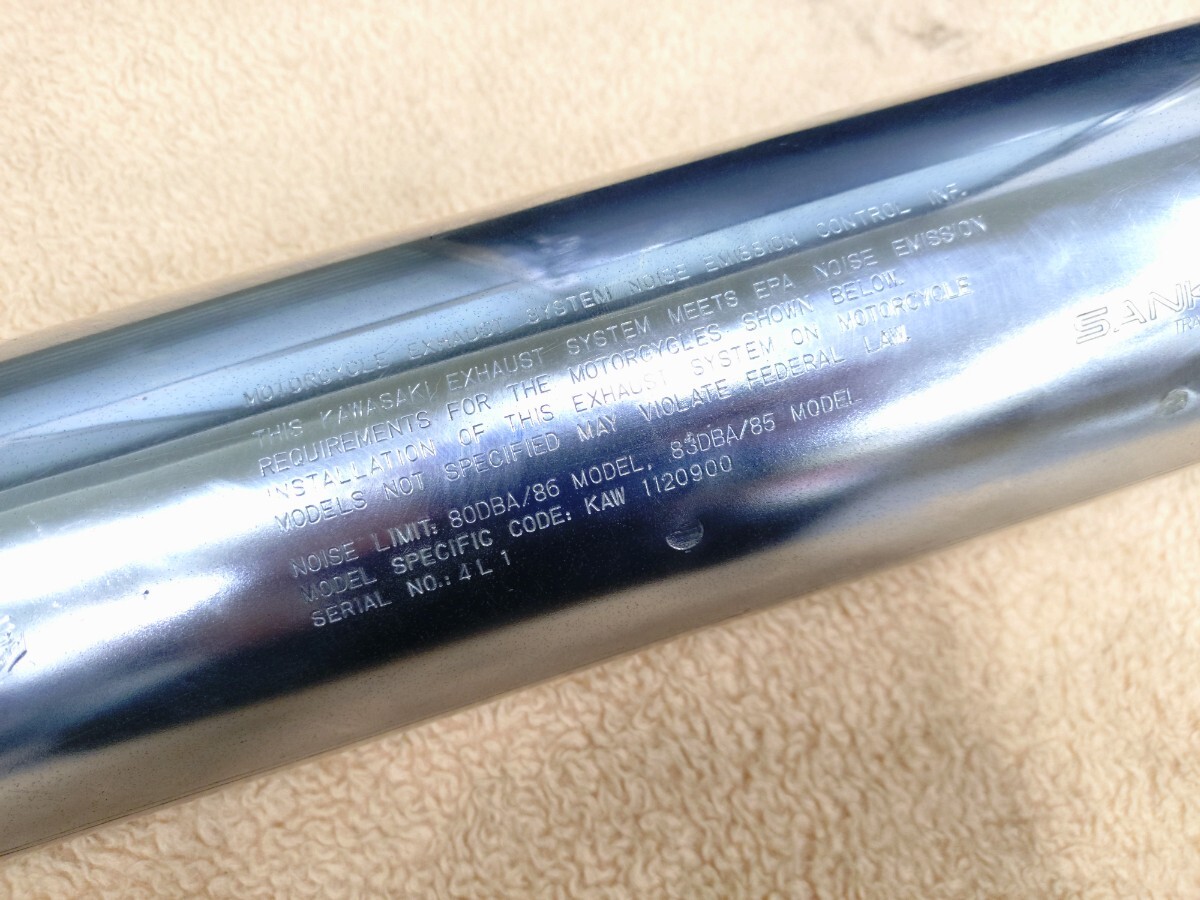 MOTORCYCLE EXHAUST SYSTEM NOISE EMISSION CONTROL INF.
THIS KAWASAKI EXHAUST SYSTEM MEETS EPA NOISE EMISSION
REQUIREMENTS FOR THE MOTORCYCLES SHOWN BELOW.
INSTALLATION OF THIS EXHAUST SYSTEM ON MOTORCYCLE
MODELS NOT SPECIFIED MAY VIOLATE FEDERAL LAW.
NOISE LIMIT: 80DBA/86 MODEL, 83DBA/85 MODEL
MODEL SPECIFIC CODE: KAW 1120900
SERIAL NO.: 4 L 1